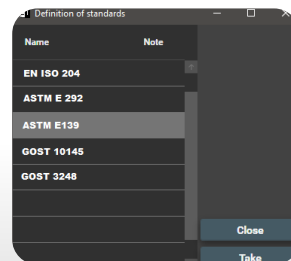 Definition of standards
Name Note
EN ISO 204
ASTM E 292
ASTM E139
GOST 10145
GOST 3248
Close
Take